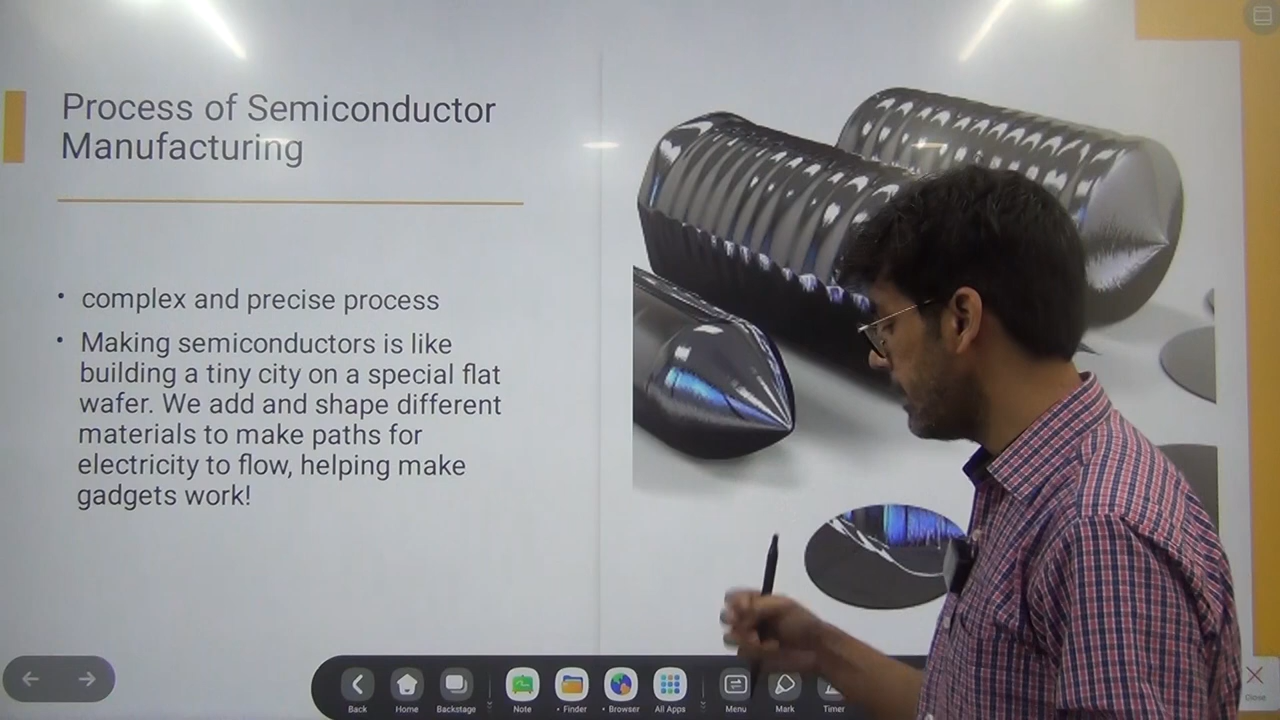 Process of Semiconductor
Manufacturing
• complex and precise process
• Making semiconductors is like
building a tiny city on a special flat
wafer. We add and shape different
materials to make paths for
electricity to flow, helping make
gadgets work!
Back
Home
Backstage
Note
• Finder
• Browser
All Apps
Menu
Mark
Timer
Close